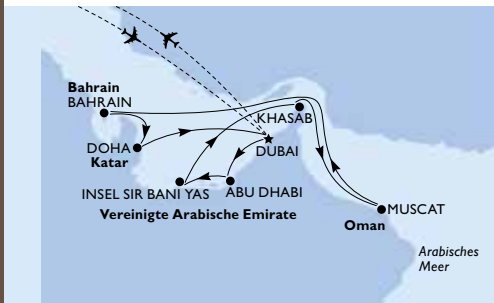 Bahrain
BAHRAIN
KHASAB
DOHA
Katar
DUBAI
INSEL SIR BANI YAS
ABU DHABI
Vereinigte Arabische Emirate
MUSCAT
Oman
Arabisches
Meer